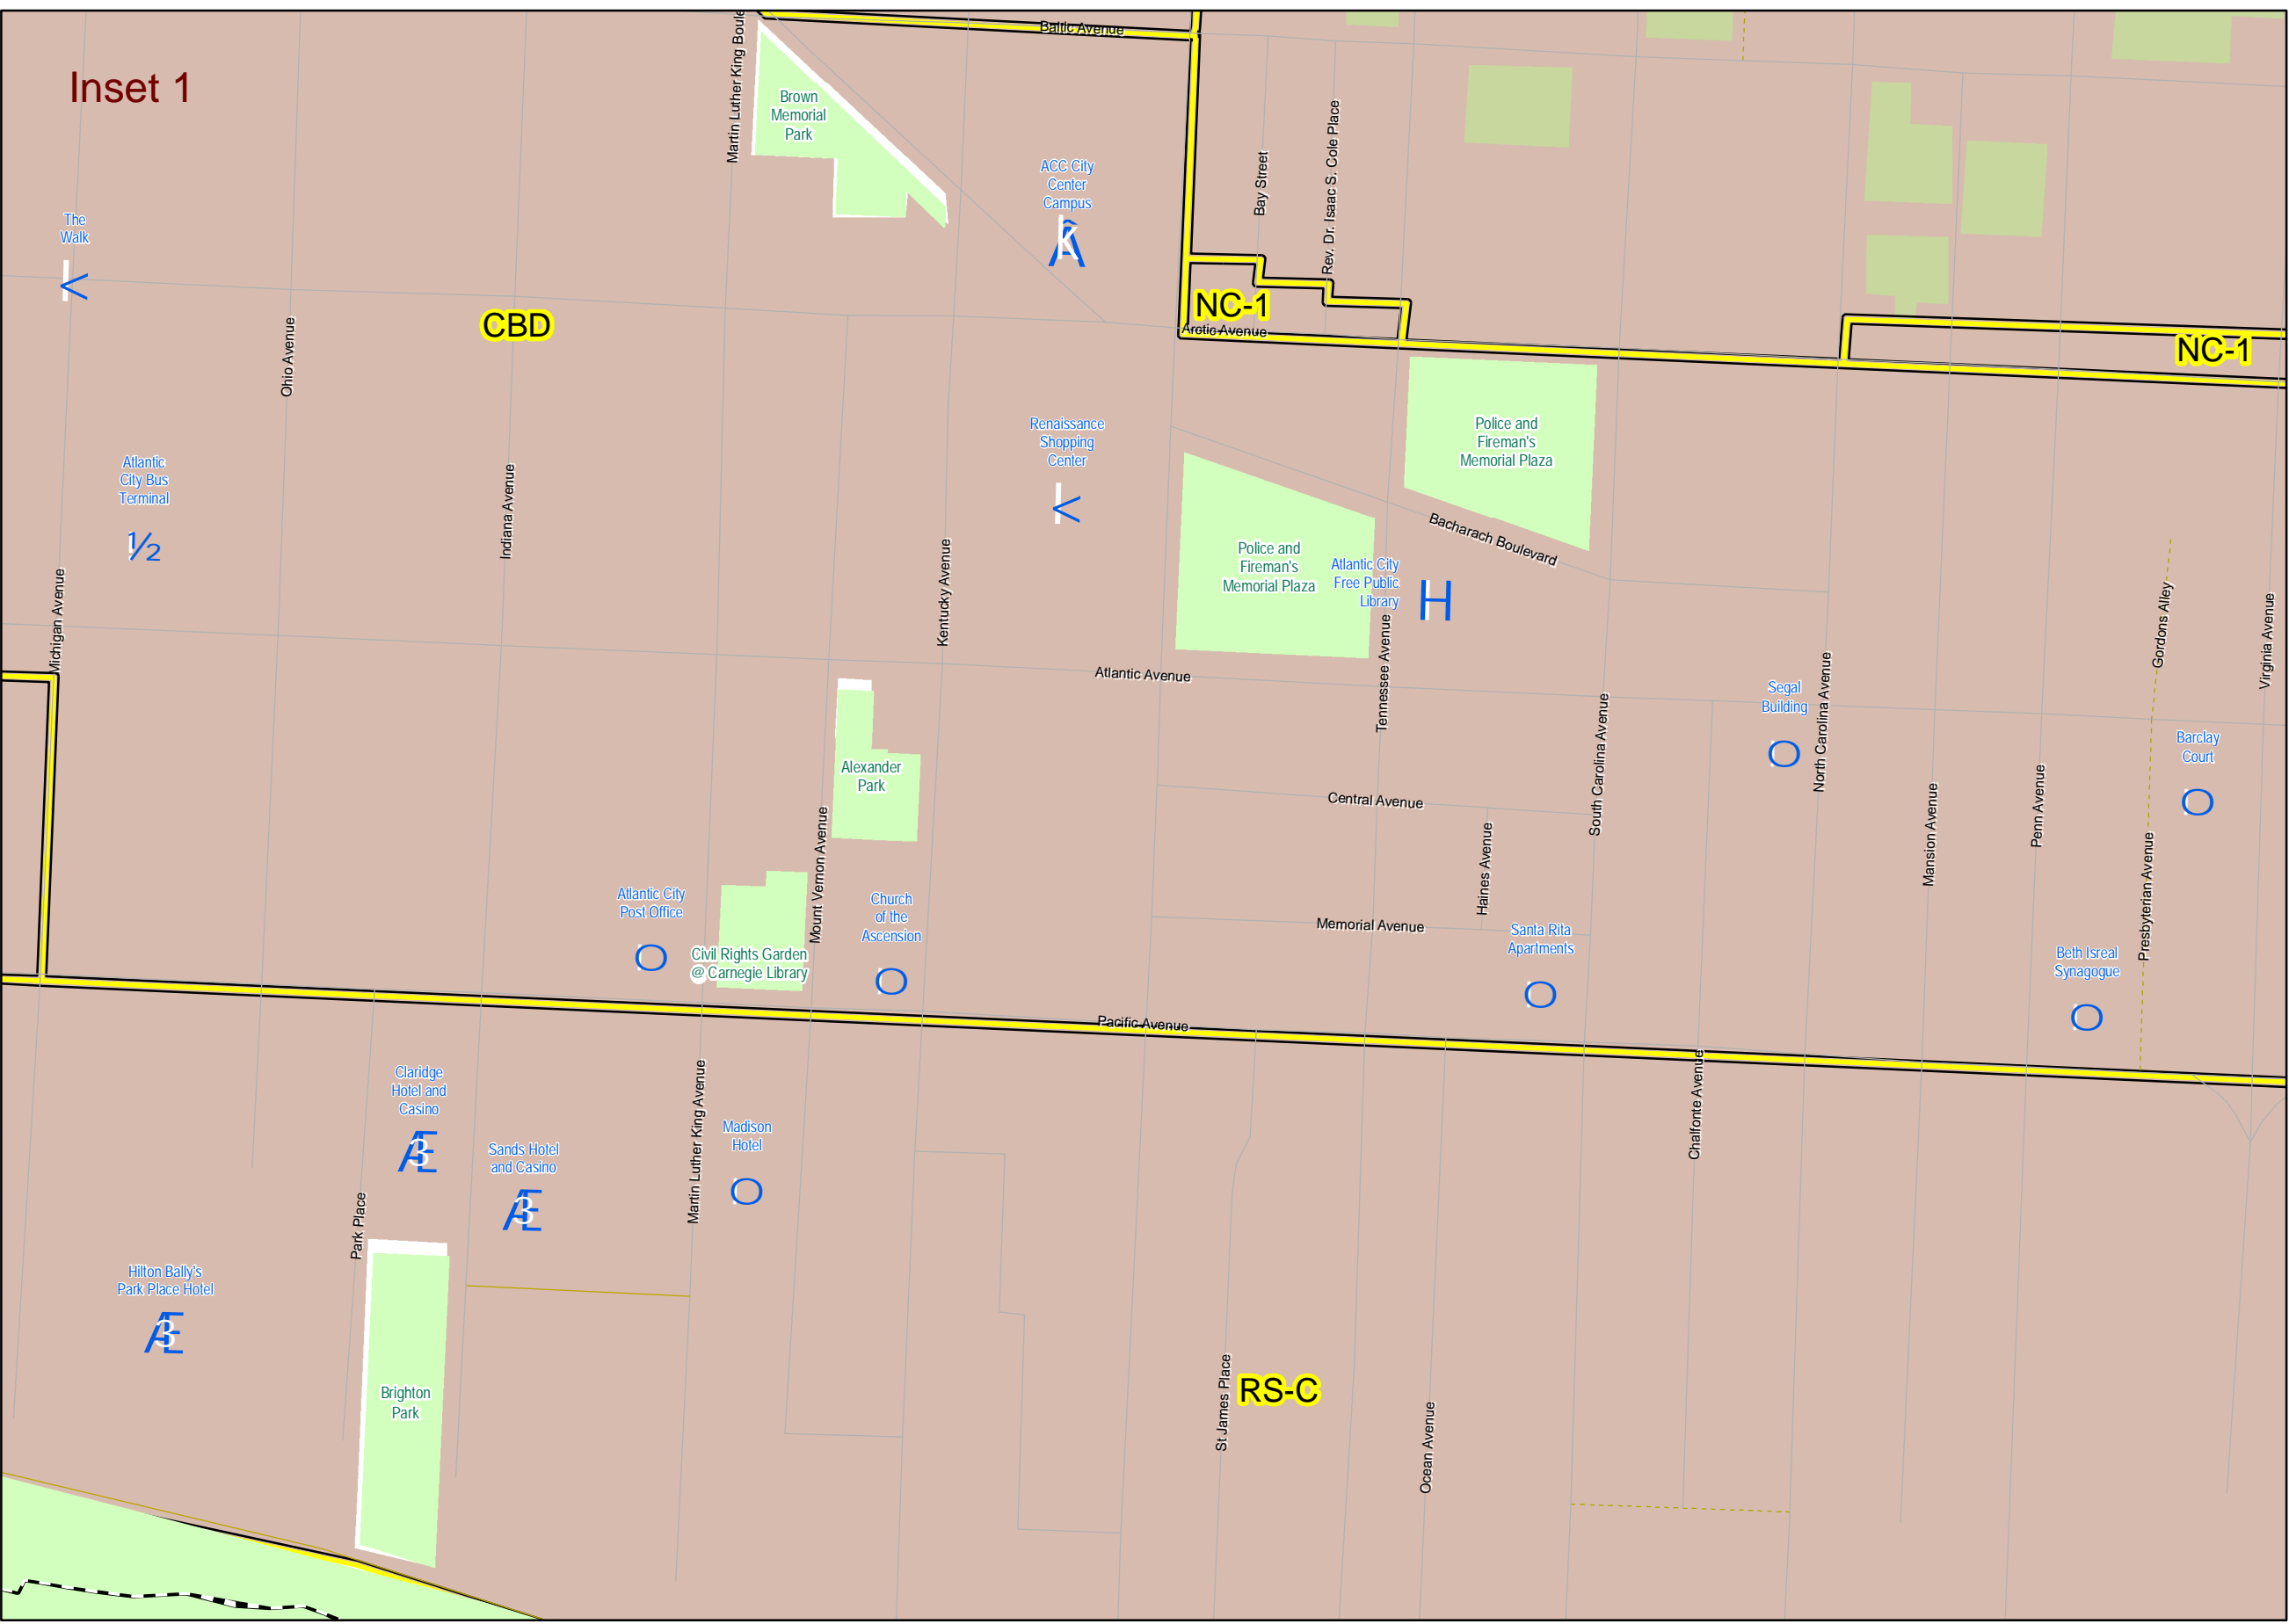 Inset 1
Baltic Avenue
Martin Luther King Boule
Brown
Memorial
Park
ACC City
Center
Campus
Bay Street
Rev. Dr. Isaac S. Cole Place
The
Walk
CBD
NC-1
Arctic Avenue
NC-1
Ohio Avenue
Renaissance
Shopping
Center
Police and
Fireman's
Memorial Plaza
Atlantic
City Bus
Terminal
½
Indiana Avenue
Bacharach Boulevard
Police and
Fireman's
Memorial Plaza
Atlantic City
Free Public
Library
H
Kentucky Avenue
Michigan Avenue
Gordons Alley
Virginia Avenue
Atlantic Avenue
Tennessee Avenue
South Carolina Avenue
Segal
Building
North Carolina Avenue
Barclay
Court
Alexander
Park
Central Avenue
Mansion Avenue
Penn Avenue
Mount Vernon Avenue
Haines Avenue
Presbyterian Avenue
Atlantic City
Post Office
Church
of the
Ascension
Memorial Avenue
Santa Rita
Apartments
Civil Rights Garden
@ Carnegie Library
Beth Isreal
Synagogue
Pacific Avenue
Claridge
Hotel and
Casino
Sands Hotel
and Casino
Martin Luther King Avenue
Madison
Hotel
Chalfonte Avenue
Park Place
Hilton Bally's
Park Place Hotel
Brighton
Park
St James Place
RS-C
Ocean Avenue